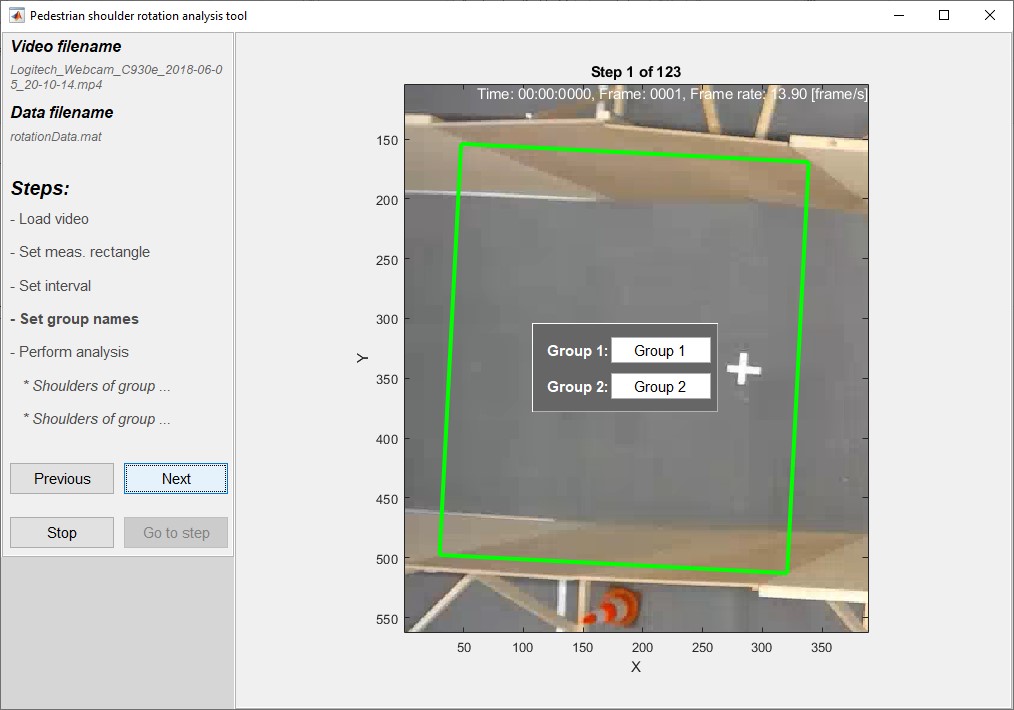 Pedestrian shoulder rotation analysis tool
Video filename
Logitech_Webcam_C930e_2018-06-0
5_20-10-14.mp4
Data filename
rotationData.mat
Steps:
- Load video
- Set meas. rectangle
- Set interval
- Set group names
- Perform analysis
* Shoulders of group ...
* Shoulders of group ...
Previous
Next
Stop
Go to step
Step 1 of 123
Time: 00:00:0000, Frame: 0001, Frame rate: 13.90 [frame/s]
150
200
250
300
350
400
450
500
550
Y
Group 1: Group 1
Group 2: Group 2
50 100 150 200 250 300 350
X